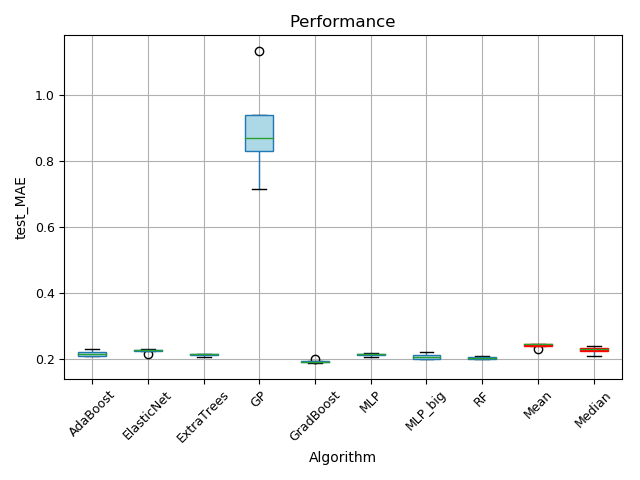 Performance
test_MAE
1.0
0.8
0.6
0.4
0.2
AdaBoost
ElasticNet
ExtraTrees
GP
GradBoost
MLP
MLP_big
RF
Mean
Median
Algorithm